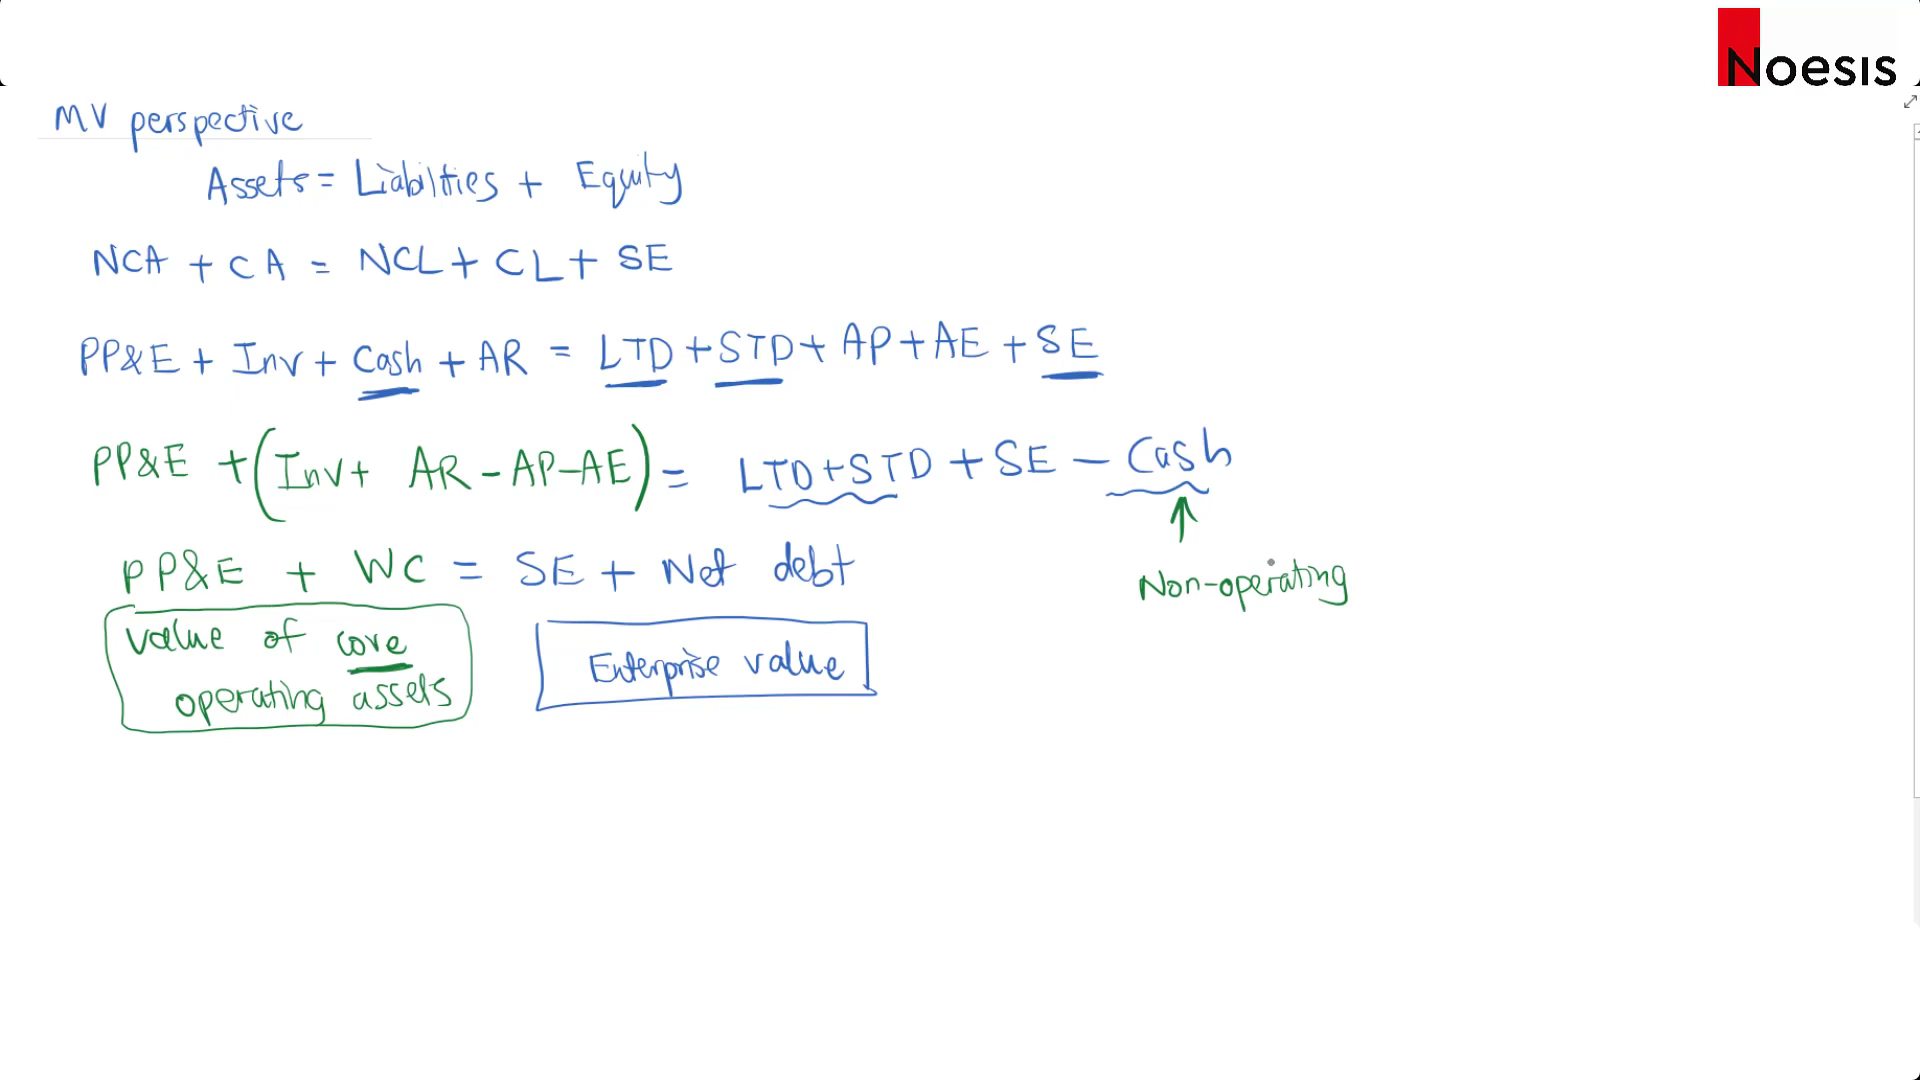 Noesis
MV perspective
Assets = Liabilties + Equity
NCA + CA = NCL + CL + SE
PP&E + Inv + Cash + AR = LTD + STD + AP + AE + SE
PP&E + (Inv + AR - AP - AE) = LTD + STD + SE - Cash
PP&E + WC = SE + Net debt
Non-operating
value of core
operating assets
Enterprise value